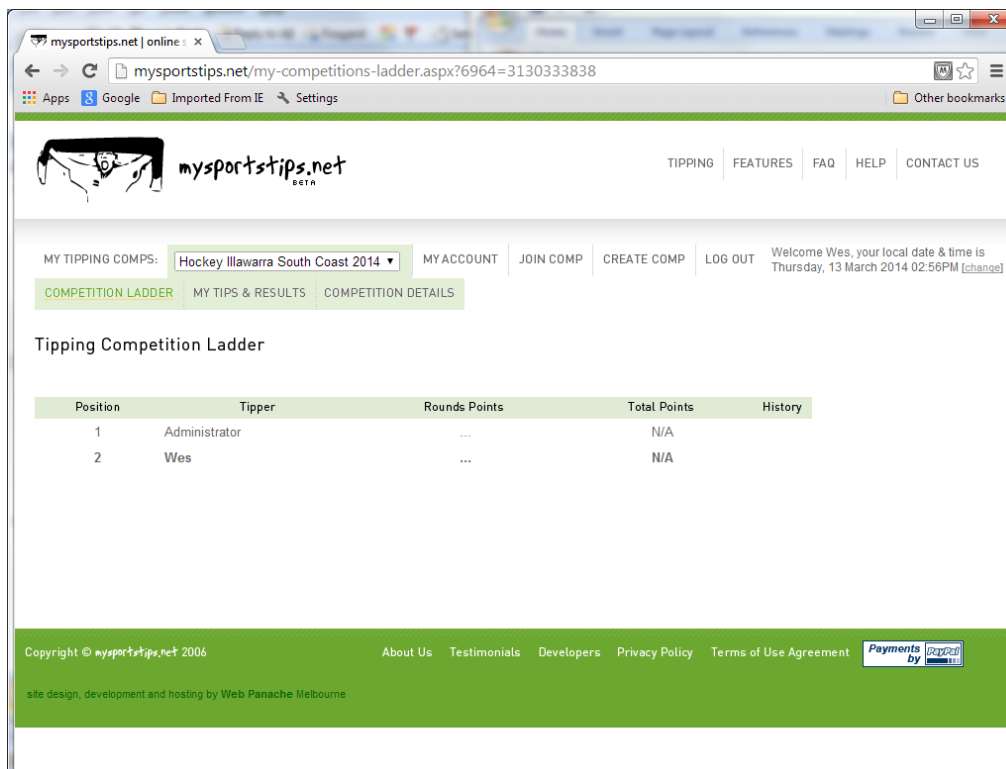 mysportstips.net | online s
mysportstips.net/my-competitions-ladder.aspx?6964=3130333838
Apps Google Imported From IE Settings Other bookmarks
mysportstips.net
BETA
TIPPING FEATURES FAQ HELP CONTACT US
MY TIPPING COMPS: Hockey Illawarra South Coast 2014 MY ACCOUNT JOIN COMP CREATE COMP LOG OUT
Welcome Wes, your local date & time is
Thursday, 13 March 2014 02:56PM [change]
COMPETITION LADDER MY TIPS & RESULTS COMPETITION DETAILS
Tipping Competition Ladder
Position Tipper Rounds Points Total Points History
1 Administrator ... N/A
2 Wes ... N/A
Copyright © mysportstips.net 2006 About Us Testimonials Developers Privacy Policy Terms of Use Agreement
Payments by PayPal
site design, development and hosting by Web Panache Melbourne